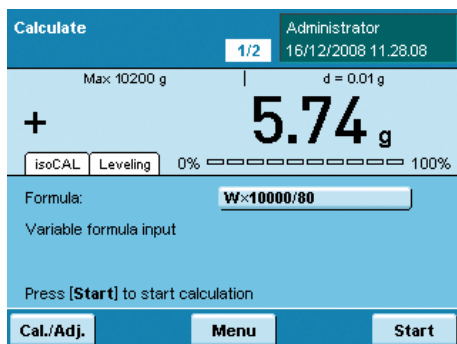 Calculate
1/2
Administrator
16/12/2008 11.28.08
Max 10200 g
d = 0.01 g
+ 5.74 g
isoCAL Leveling 0% 100%
Formula: W×10000/80
Variable formula input
Press [Start] to start calculation
Cal./Adj. Menu Start